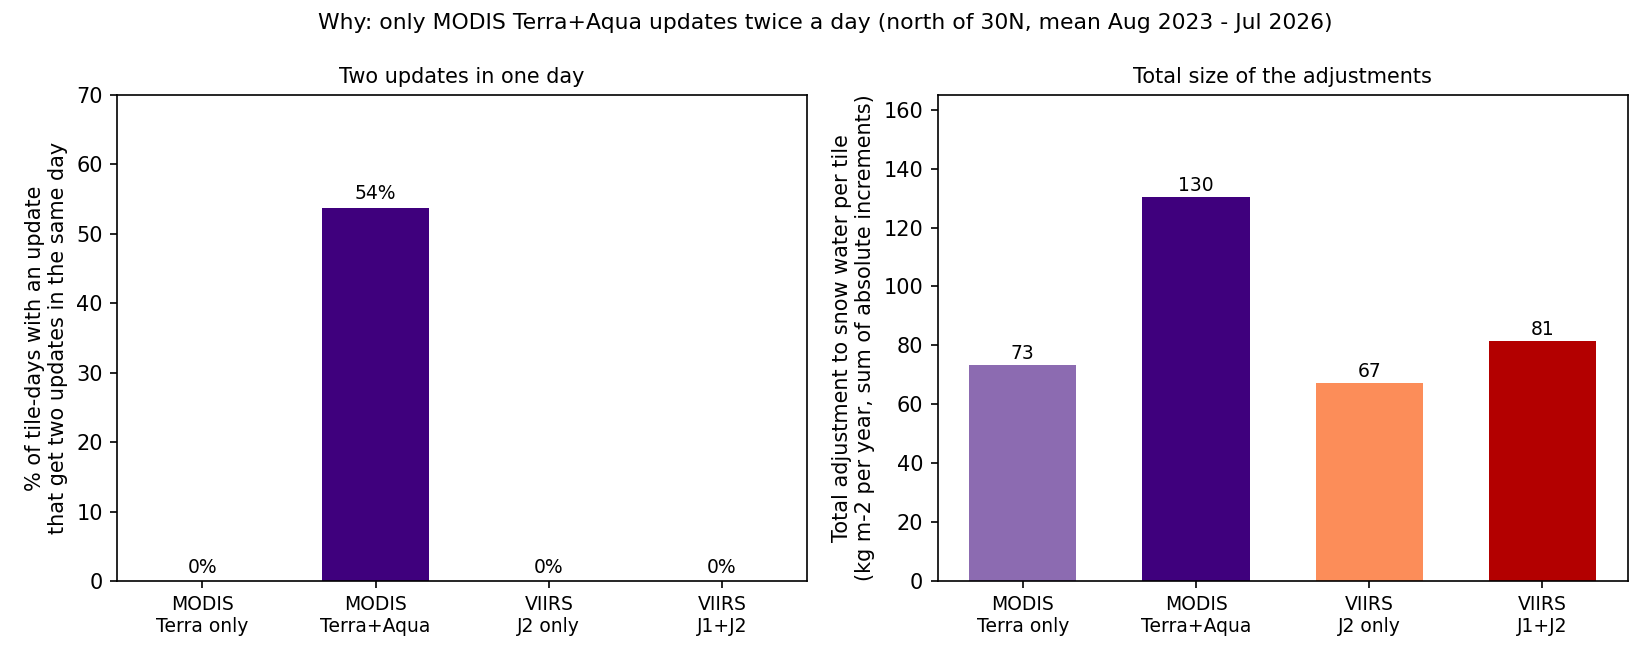 Why: only MODIS Terra+Aqua updates twice a day (north of 30N, mean Aug 2023 - Jul 2026)
Two updates in one day
% of tile-days with an update
that get two updates in the same day
70
60
50
40
30
20
10
0
0%
54%
0%
0%
MODIS
Terra only
MODIS
Terra+Aqua
VIIRS
J2 only
VIIRS
J1+J2
Total size of the adjustments
Total adjustment to snow water per tile
(kg m-2 per year, sum of absolute increments)
160
140
120
100
80
60
40
20
0
73
130
67
81
MODIS
Terra only
MODIS
Terra+Aqua
VIIRS
J2 only
VIIRS
J1+J2